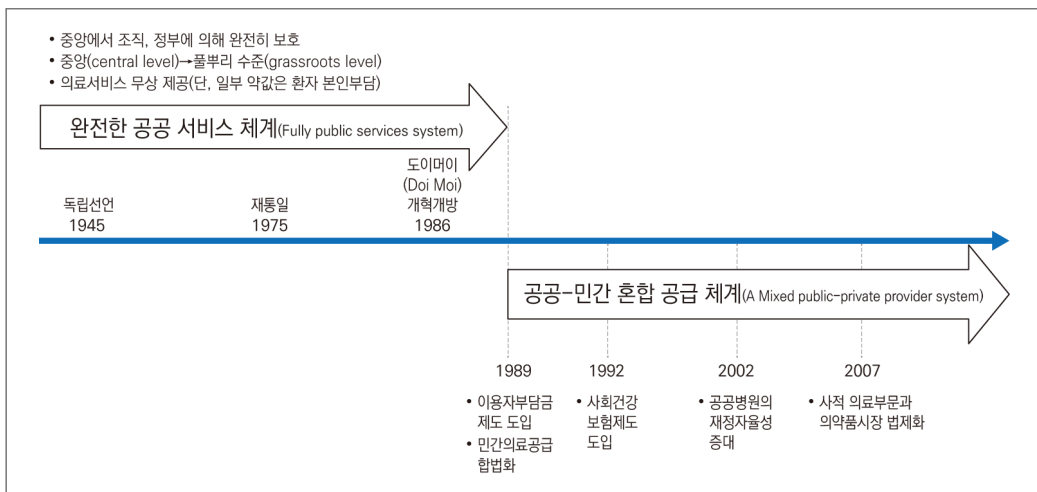 • 중앙에서 조직, 정부에 의해 완전히 보호
• 중앙(central level)→풀뿌리 수준(grassroots level)
• 의료서비스 무상 제공(단, 일부 약값은 환자 본인부담)
완전한 공공 서비스 체계(Fully public services system)
독립선언
1945
재통일
1975
도이머이
(Doi Moi)
개혁개방
1986
공공-민간 혼합 공급 체계(A Mixed public-private provider system)
1989
• 이용자부담금
제도 도입
• 민간의료공급
합법화
1992
• 사회건강
보험제도
도입
2002
• 공공병원의
재정자율성
증대
2007
• 사적 의료부문과
의약품시장 법제화